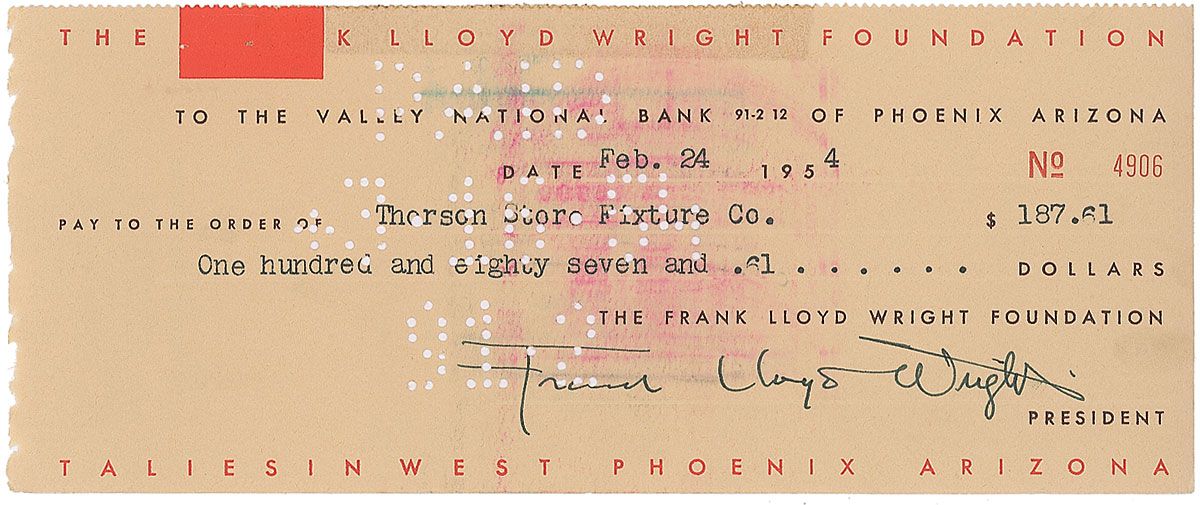 THE K LLOYD WRIGHT FOUNDATION
TO THE VALLEY NATIONAL BANK 91-212 OF PHOENIX ARIZONA
DATE Feb. 24 1954 Nº 4906
PAY TO THE ORDER OF Thorson Store Fixture Co. $ 187.61
One hundred and eighty seven and .61 . . . . . . . DOLLARS
THE FRANK LLOYD WRIGHT FOUNDATION
Frank Lloyd Wright
PRESIDENT
TALIESIN WEST PHOENIX ARIZONA